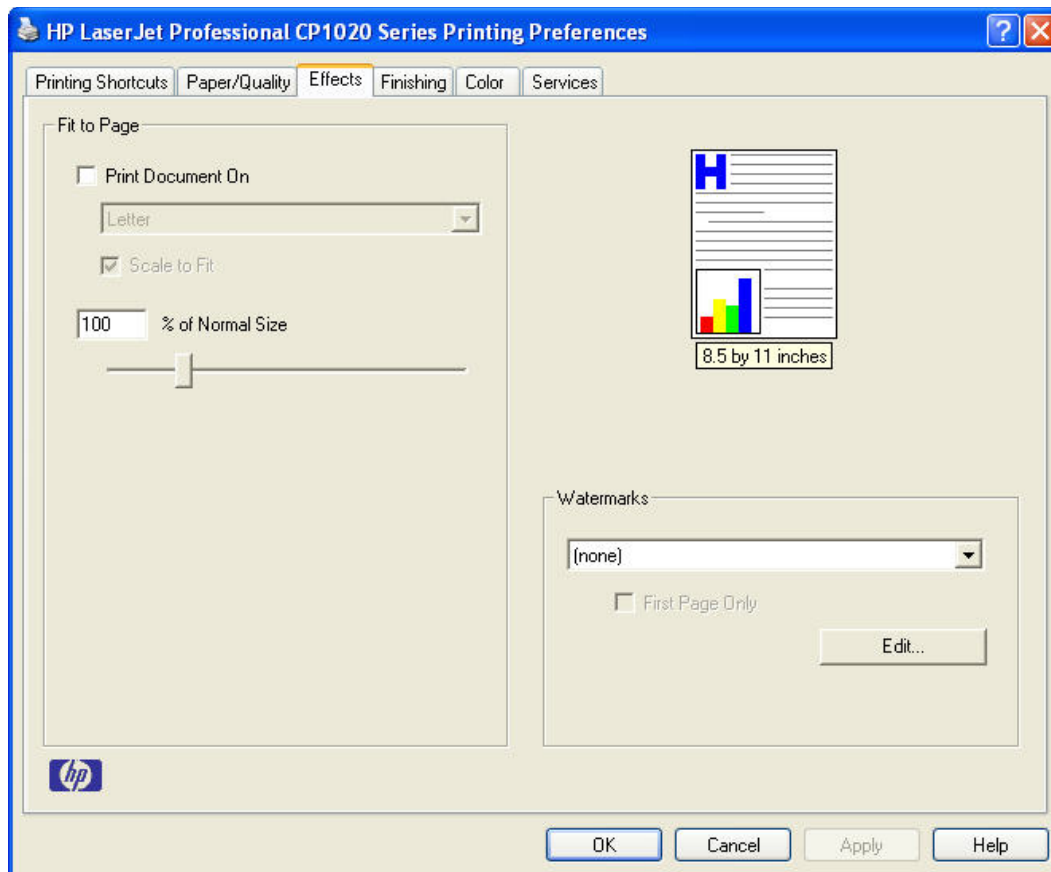 HP LaserJet Professional CP1020 Series Printing Preferences
Printing Shortcuts Paper/Quality Effects Finishing Color Services
Fit to Page
Print Document On
Letter
Scale to Fit
100 % of Normal Size
H
8.5 by 11 inches
Watermarks
(none)
First Page Only
Edit...
hp
OK Cancel Apply Help